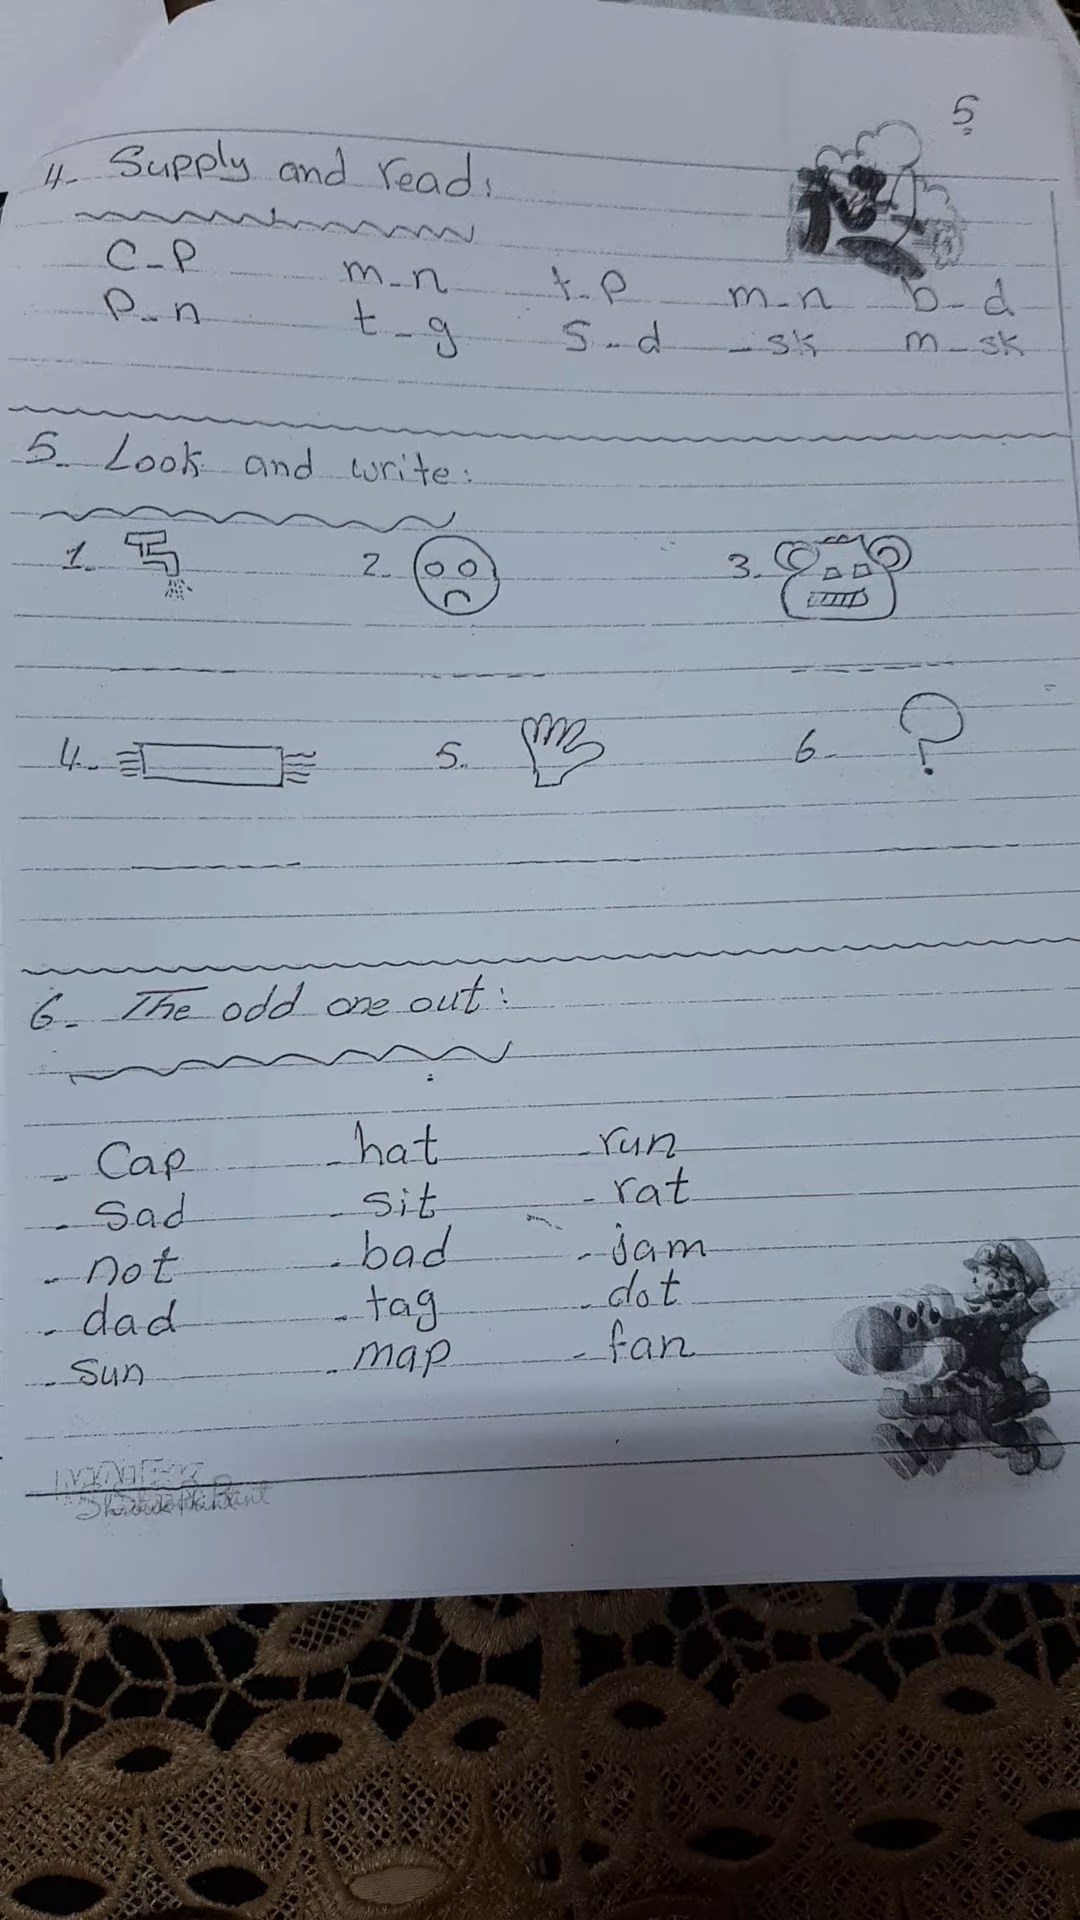 5
4. Supply and read:
C_P m_n t_P m_n b_d
P_n t_g S_d _sk m_sk
5. Look and write:
1. 2. 3.
4. 5. 6. ?
6. The odd one out:
- Cap - hat - run
- Sad - sit - rat
- not - bad - jam
- dad - tag - dot
- sun - map - fan